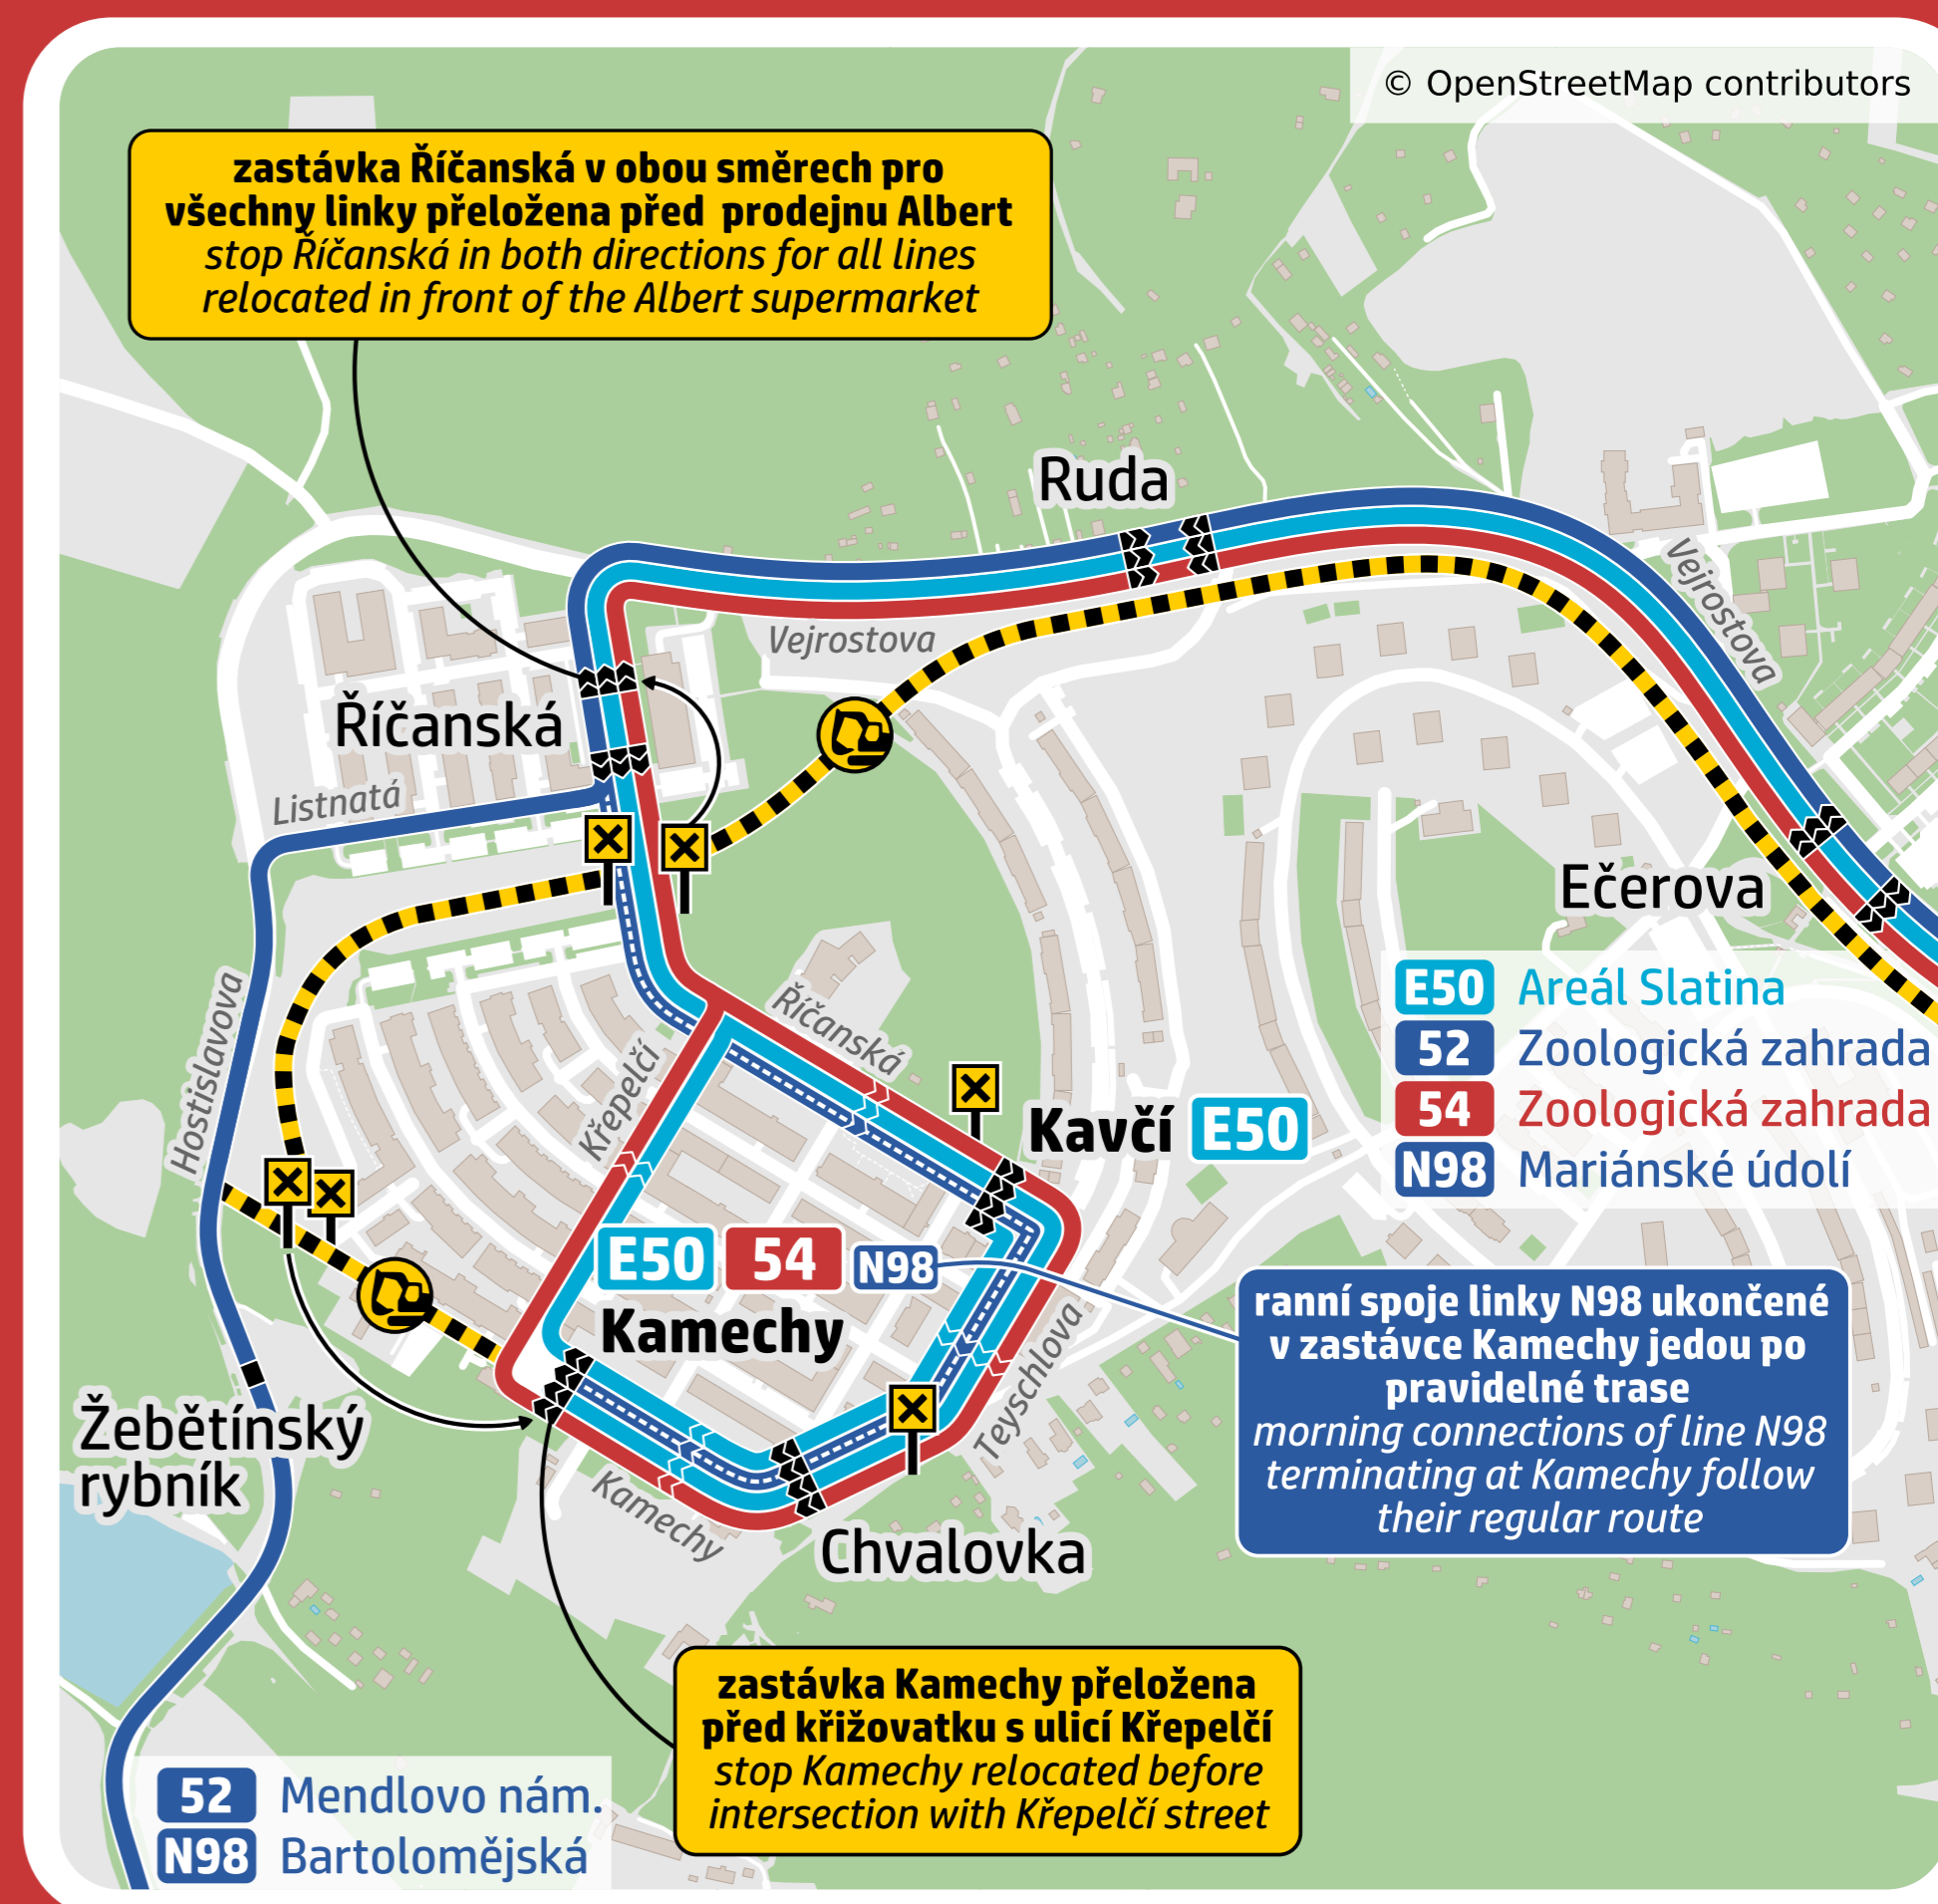 © OpenStreetMap contributors
zastávka Říčanská v obou směrech pro
všechny linky přeložena před prodejnu Albert
stop Říčanská in both directions for all lines
relocated in front of the Albert supermarket
Ruda
Vejrostova
Vejrostova
Říčanská
Listnatá
Ečerova
E50 Areál Slatina
52 Zoologická zahrada
54 Zoologická zahrada
N98 Mariánské údolí
Hostislavova
Říčanská
Křepelčí
Kavčí E50
E50 54 N98
Kamechy
ranní spoje linky N98 ukončené
v zastávce Kamechy jedou po
pravidelné trase
morning connections of line N98
terminating at Kamechy follow
their regular route
Teyschlova
Žebětínský
rybník
Kamechy
Chvalovka
zastávka Kamechy přeložena
před křižovatku s ulicí Křepelčí
stop Kamechy relocated before
intersection with Křepelčí street
52 Mendlovo nám.
N98 Bartolomějská